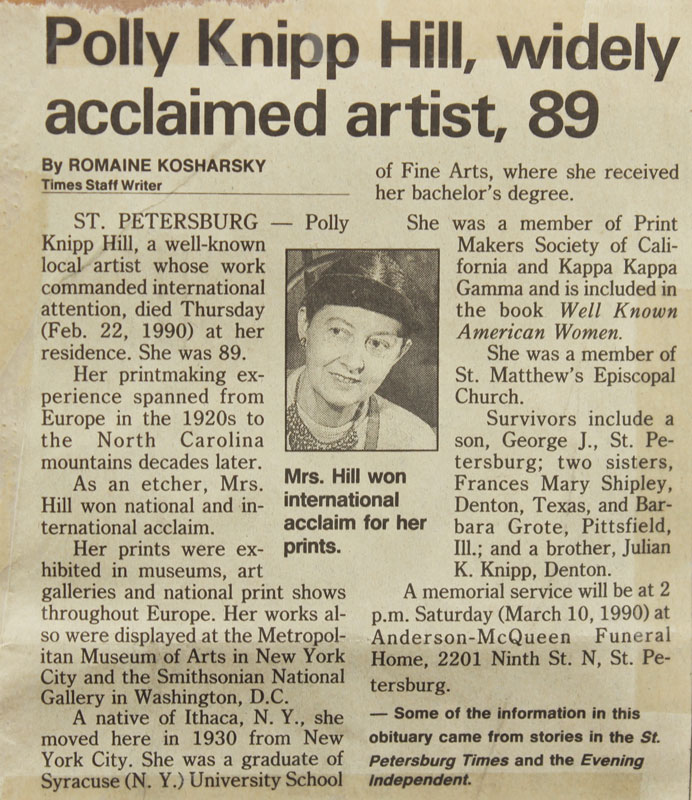 Polly Knipp Hill, widely
acclaimed artist, 89
By ROMAINE KOSHARSKY
Times Staff Writer
ST. PETERSBURG — Polly
Knipp Hill, a well-known
local artist whose work
commanded international
attention, died Thursday
(Feb. 22, 1990) at her
residence. She was 89.
Her printmaking ex-
perience spanned from
Europe in the 1920s to
the North Carolina
mountains decades later.
As an etcher, Mrs.
Hill won national and in-
ternational acclaim.
Her prints were ex-
hibited in museums, art
galleries and national print shows
throughout Europe. Her works al-
so were displayed at the Metropol-
itan Museum of Arts in New York
City and the Smithsonian National
Gallery in Washington, D.C.
A native of Ithaca, N. Y., she
moved here in 1930 from New
York City. She was a graduate of
Syracuse (N. Y.) University School
Mrs. Hill won
international
acclaim for her
prints.
of Fine Arts, where she received
her bachelor's degree.
She was a member of Print
Makers Society of Cali-
fornia and Kappa Kappa
Gamma and is included in
the book Well Known
American Women.
She was a member of
St. Matthew's Episcopal
Church.
Survivors include a
son, George J., St. Pe-
tersburg; two sisters,
Frances Mary Shipley,
Denton, Texas, and Bar-
bara Grote, Pittsfield,
Ill.; and a brother, Julian
K. Knipp, Denton.
A memorial service will be at 2
p.m. Saturday (March 10, 1990) at
Anderson-McQueen Funeral
Home, 2201 Ninth St. N, St. Pe-
tersburg.
— Some of the information in this
obituary came from stories in the St.
Petersburg Times and the Evening
Independent.